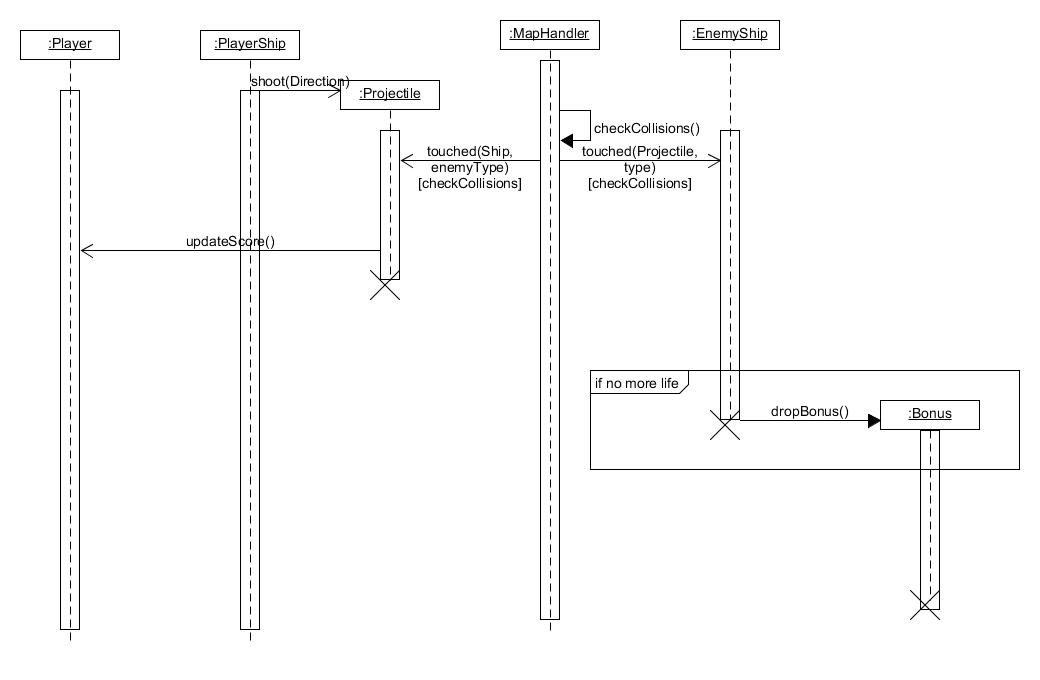 :Player
:PlayerShip
:MapHandler
:EnemyShip
shoot(Direction)
:Projectile
checkCollisions()
touched(Ship,
enemyType)
[checkCollisions]
touched(Projectile,
type)
[checkCollisions]
updateScore()
if no more life
dropBonus()
:Bonus